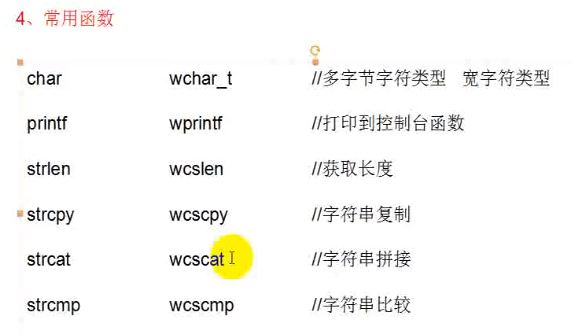 4、常用函数
char wchar_t //多字节字符类型 宽字符类型
printf wprintf //打印到控制台函数
strlen wcslen //获取长度
strcpy wcscpy //字符串复制
strcat wcscat //字符串拼接
strcmp wcscmp //字符串比较